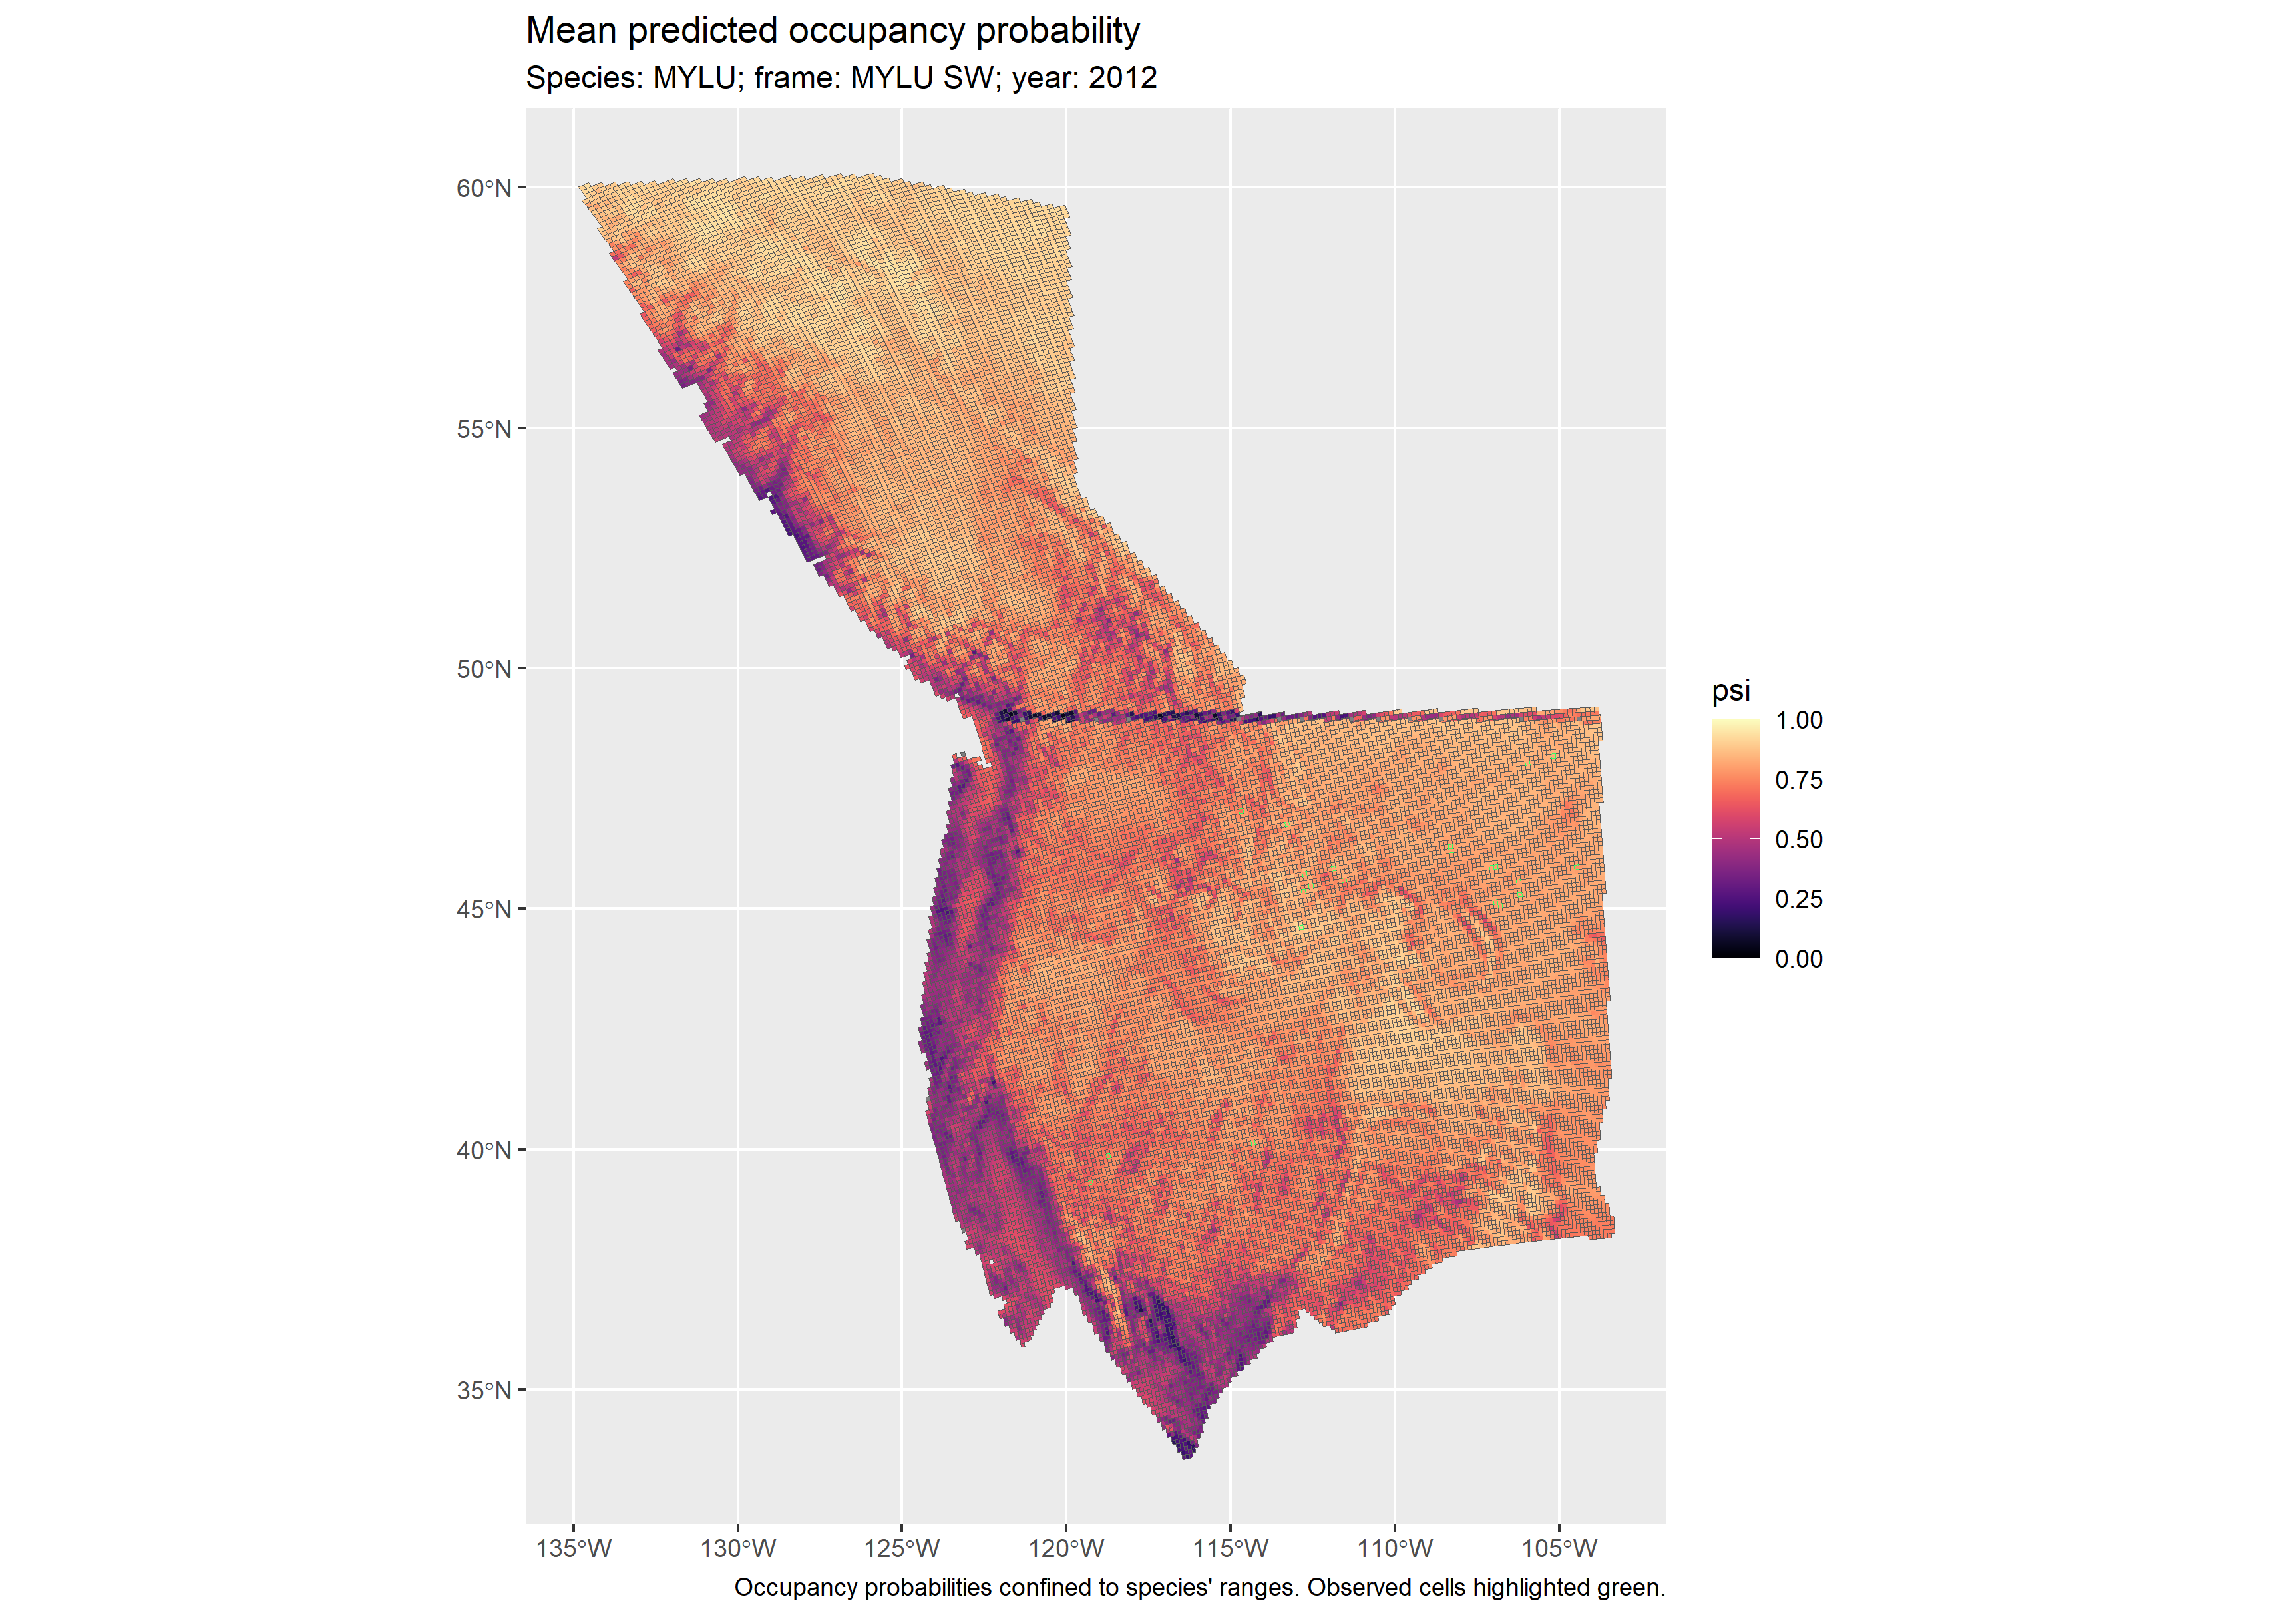 Mean predicted occupancy probability
Species: MYLU; frame: MYLU SW; year: 2012
60°N
55°N
50°N
45°N
40°N
35°N
135°W 130°W 125°W 120°W 115°W 110°W 105°W
psi
1.00
0.75
0.50
0.25
0.00
Occupancy probabilities confined to species' ranges. Observed cells highlighted green.